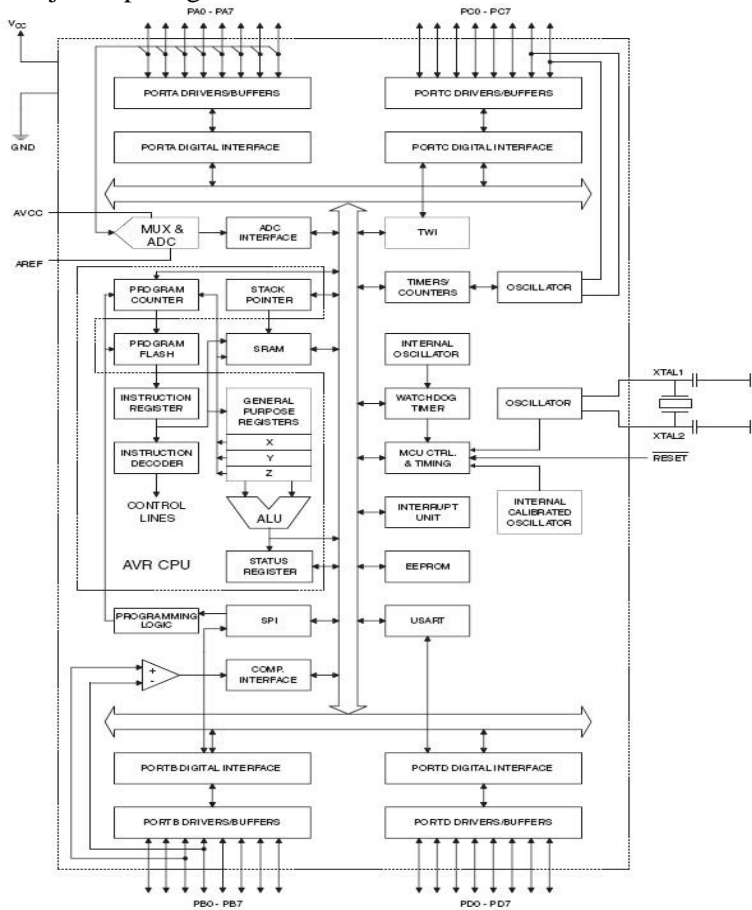 PA0 - PA7
PC0 - PC7
VCC
GND
PORTA DRIVERS/BUFFERS
PORTC DRIVERS/BUFFERS
PORTA DIGITAL INTERFACE
PORTC DIGITAL INTERFACE
AVCC
AREF
MUX &
ADC
ADC
INTERFACE
TWI
PROGRAM
COUNTER
STACK
POINTER
TIMERS/
COUNTERS
OSCILLATOR
PROGRAM
FLASH
SRAM
INTERNAL
OSCILLATOR
XTAL1
INSTRUCTION
REGISTER
GENERAL
PURPOSE
REGISTERS
X
Y
Z
WATCHDOG
TIMER
OSCILLATOR
XTAL2
INSTRUCTION
DECODER
MCU CTRL.
& TIMING
RESET
CONTROL
LINES
ALU
INTERRUPT
UNIT
INTERNAL
CALIBRATED
OSCILLATOR
AVR CPU
STATUS
REGISTER
EEPROM
PROGRAMMING
LOGIC
SPI
USART
+
-
COMP.
INTERFACE
PORTB DIGITAL INTERFACE
PORTD DIGITAL INTERFACE
PORTB DRIVERS/BUFFERS
PORTD DRIVERS/BUFFERS
PB0 - PB7
PD0 - PD7